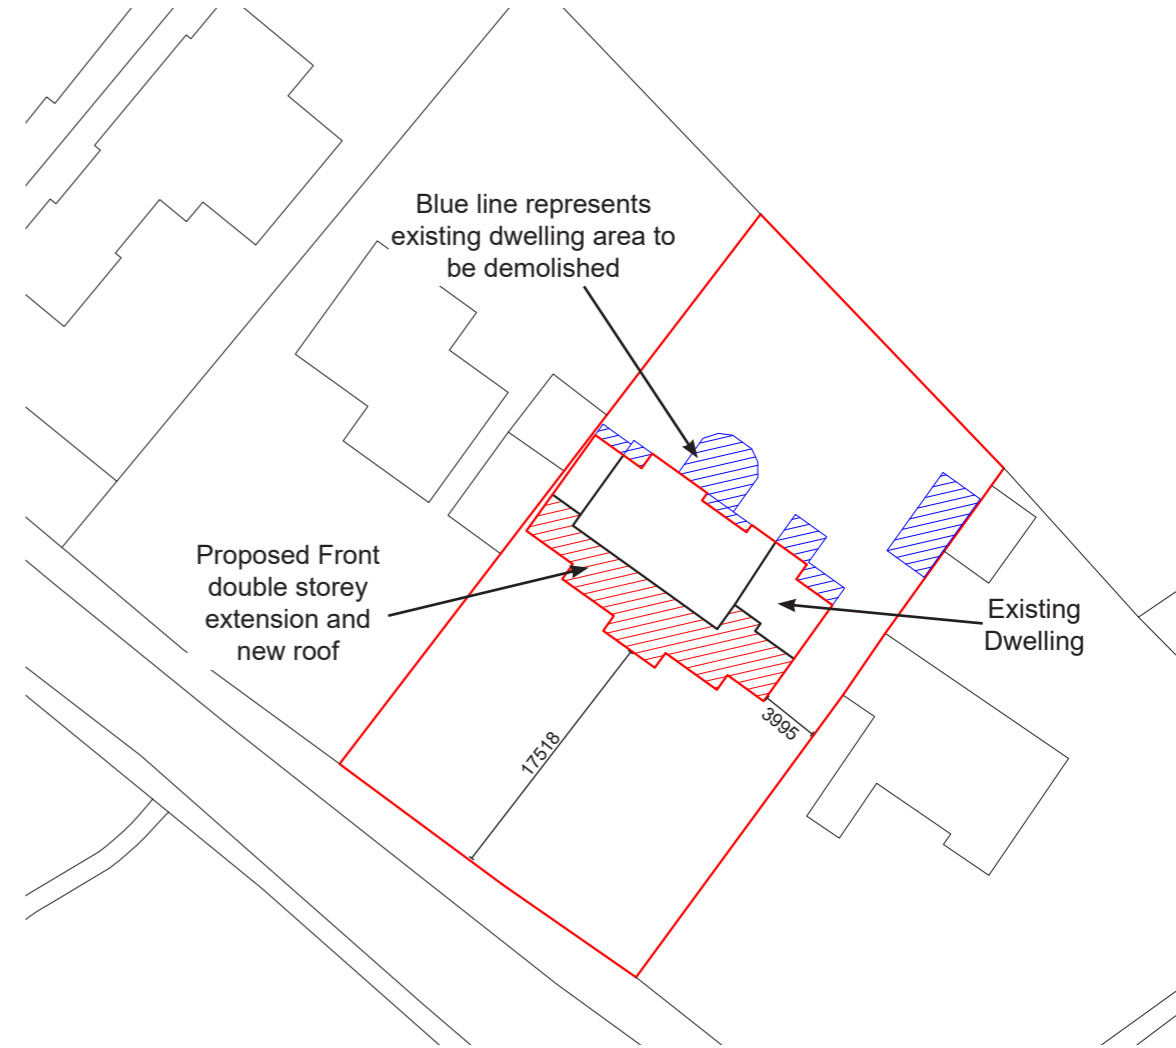 Blue line represents
existing dwelling area to
be demolished
Proposed Front
double storey
extension and
new roof
Existing
Dwelling
3995
17518